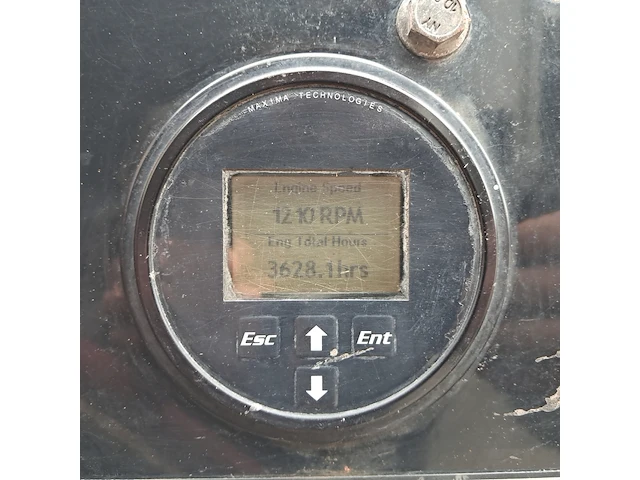 MAXIMA TECHNOLOGIES
Engine Speed
1210 RPM
Eng Total Hours
3628.1hrs
Esc
Ent